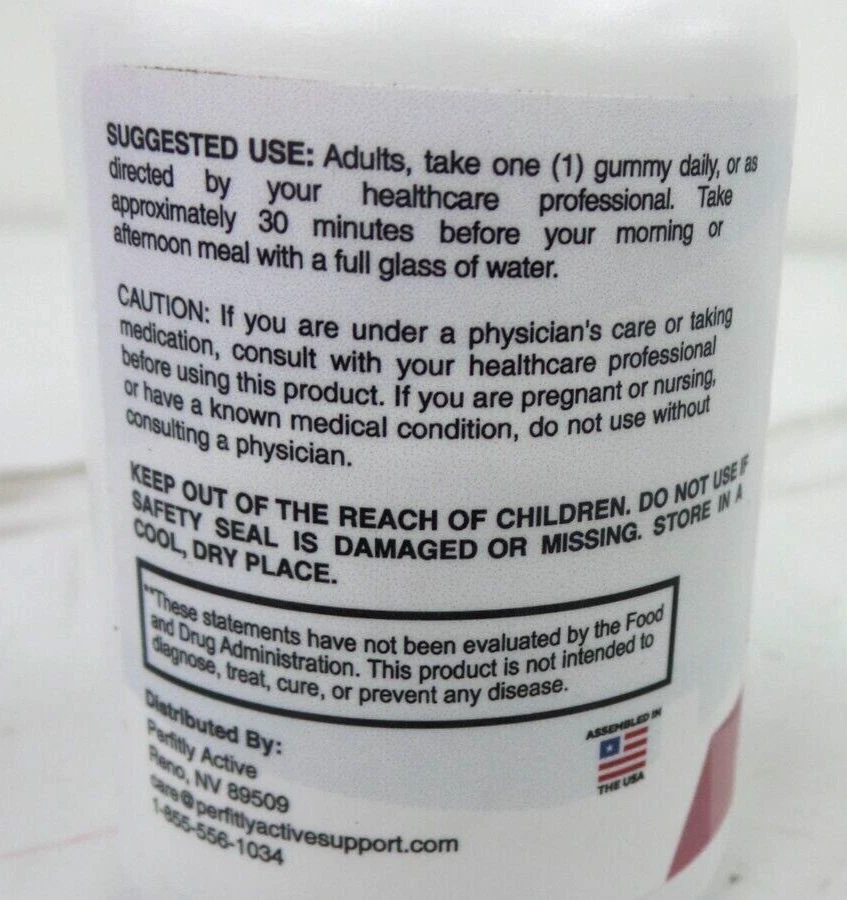 SUGGESTED USE: Adults, take one (1) gummy daily, or as
directed by your healthcare professional. Take
approximately 30 minutes before your morning or
afternoon meal with a full glass of water.
CAUTION: If you are under a physician's care or taking
medication, consult with your healthcare professional
before using this product. If you are pregnant or nursing,
or have a known medical condition, do not use without
consulting a physician.
KEEP OUT OF THE REACH OF CHILDREN. DO NOT USE IF
SAFETY SEAL IS DAMAGED OR MISSING. STORE IN A
COOL, DRY PLACE.
**These statements have not been evaluated by the Food
and Drug Administration. This product is not intended to
diagnose, treat, cure, or prevent any disease.
Distributed By:
Perfitly Active
Reno, NV 89509
care@perfitlyactivesupport.com
1-855-556-1034
ASSEMBLED IN
THE USA